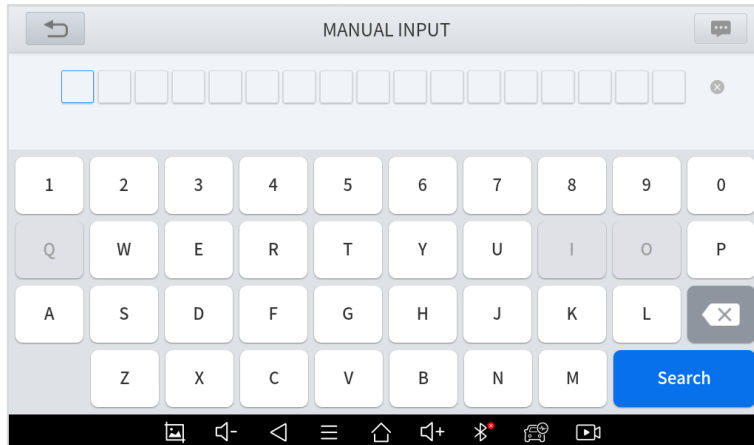 MANUAL INPUT
1 2 3 4 5 6 7 8 9 0
Q W E R T Y U I O P
A S D F G H J K L
Z X C V B N M Search